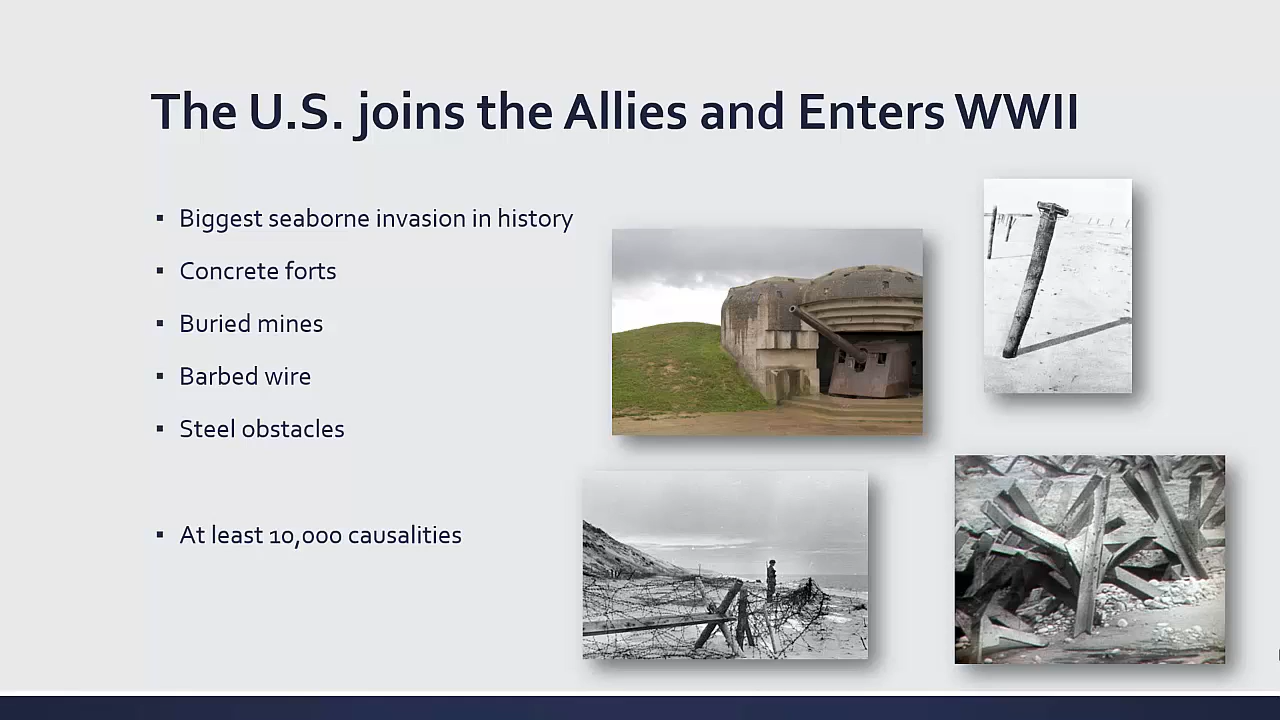 The U.S. joins the Allies and Enters WWII
▪ Biggest seaborne invasion in history
▪ Concrete forts
▪ Buried mines
▪ Barbed wire
▪ Steel obstacles
▪ At least 10,000 causalities